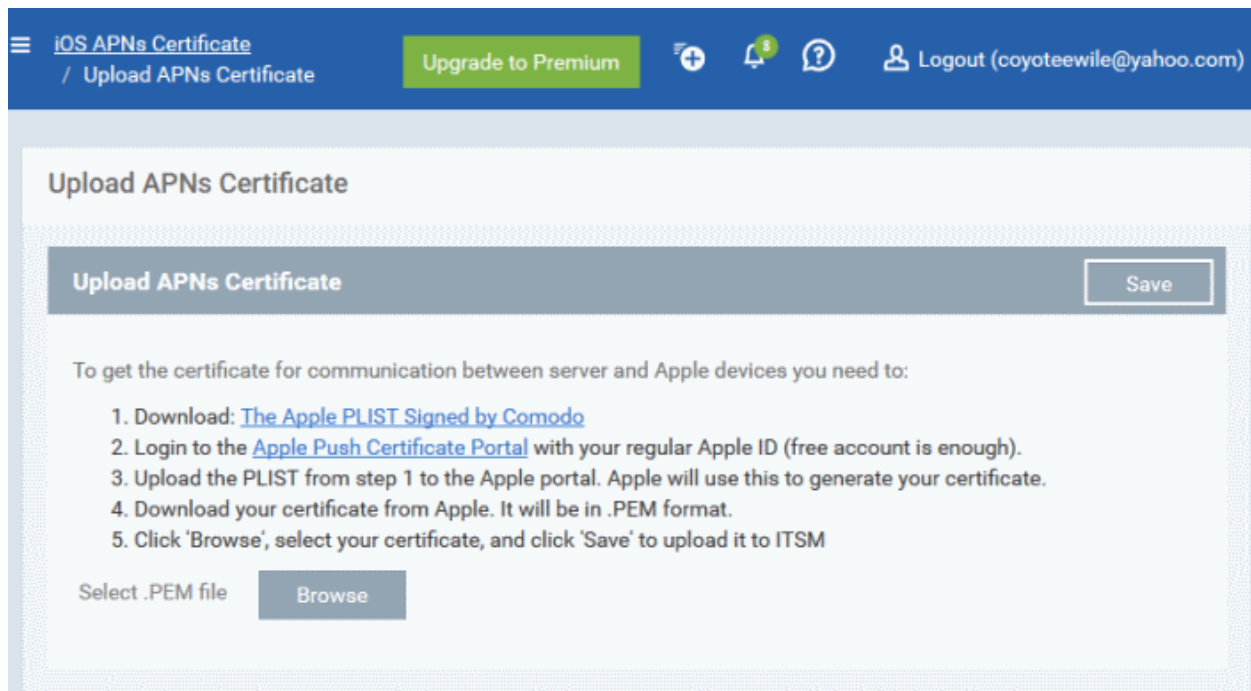 iOS APNs Certificate
/ Upload APNs Certificate
Upgrade to Premium
8
Logout (coyoteewile@yahoo.com)
Upload APNs Certificate
Upload APNs Certificate
Save
To get the certificate for communication between server and Apple devices you need to:
1. Download: The Apple PLIST Signed by Comodo
2. Login to the Apple Push Certificate Portal with your regular Apple ID (free account is enough).
3. Upload the PLIST from step 1 to the Apple portal. Apple will use this to generate your certificate.
4. Download your certificate from Apple. It will be in .PEM format.
5. Click 'Browse', select your certificate, and click 'Save' to upload it to ITSM
Select .PEM file
Browse